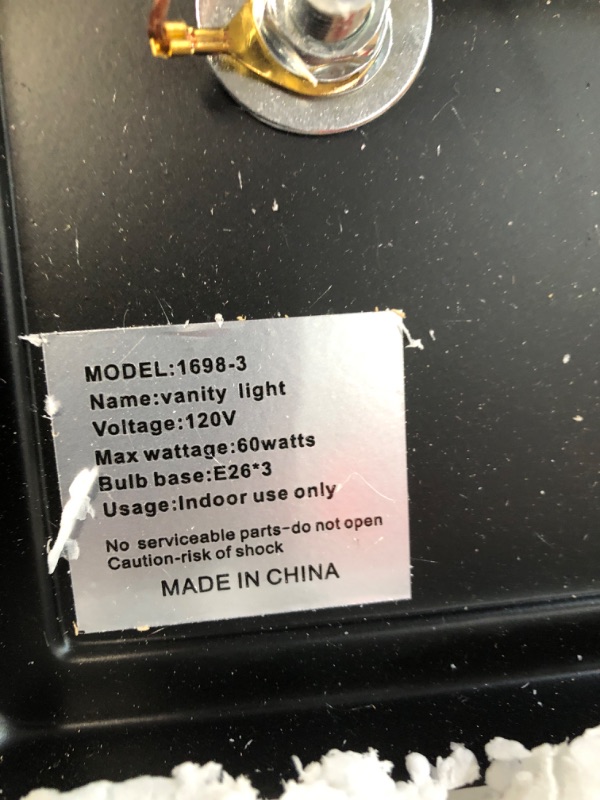 MODEL:1698-3
Name:vanity light
Voltage:120V
Max wattage:60watts
Bulb base:E26*3
Usage:Indoor use only
No serviceable parts-do not open
Caution-risk of shock
MADE IN CHINA